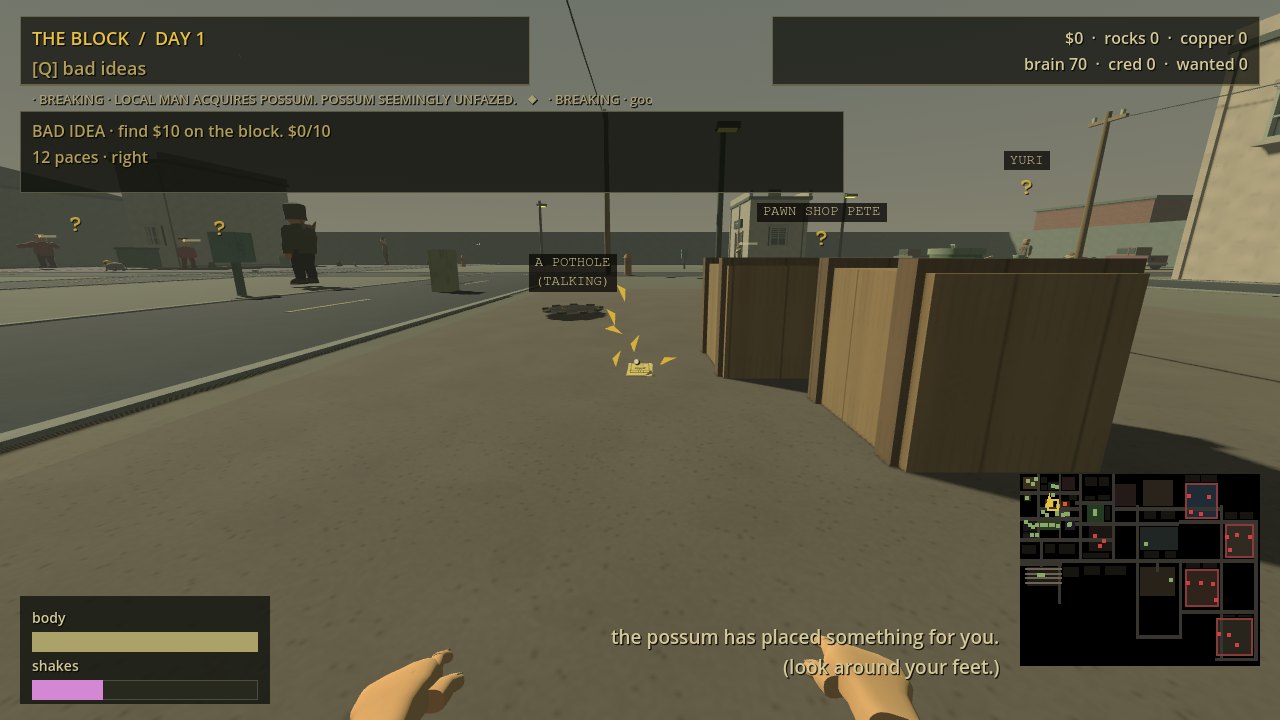 THE BLOCK / DAY 1
[Q] bad ideas
$0 · rocks 0 · copper 0
brain 70 · cred 0 · wanted 0
· BREAKING · LOCAL MAN ACQUIRES POSSUM. POSSUM SEEMINGLY UNFAZED. ◆ · BREAKING · goo
BAD IDEA · find $10 on the block. $0/10
12 paces · right
YURI
?
PAWN SHOP PETE
?
?
?
A POTHOLE
(TALKING)
body
shakes
the possum has placed something for you.
(look around your feet.)